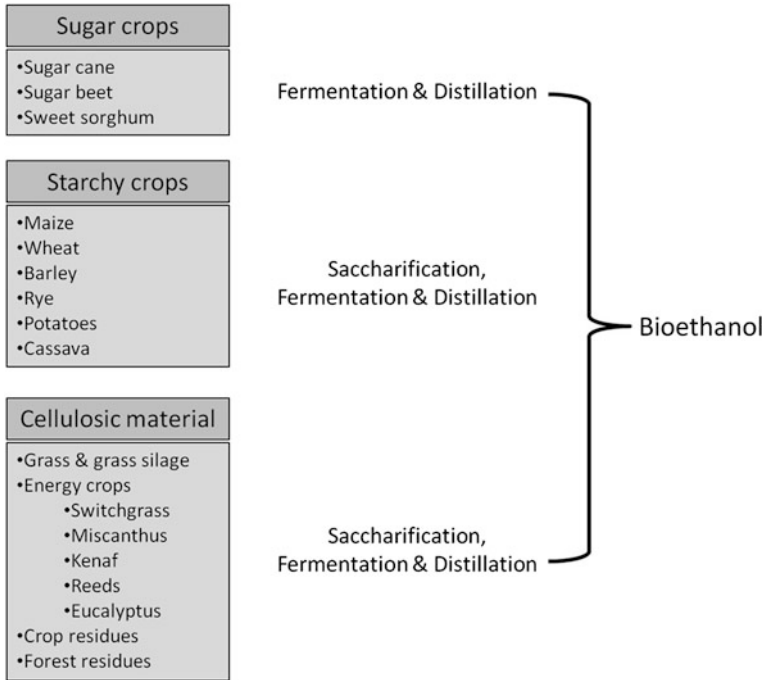 Sugar crops
•Sugar cane
•Sugar beet
•Sweet sorghum
Fermentation & Distillation
Starchy crops
•Maize
•Wheat
•Barley
•Rye
•Potatoes
•Cassava
Saccharification,
Fermentation & Distillation
Bioethanol
Cellulosic material
•Grass & grass silage
•Energy crops
•Switchgrass
•Miscanthus
•Kenaf
•Reeds
•Eucalyptus
•Crop residues
•Forest residues
Saccharification,
Fermentation & Distillation